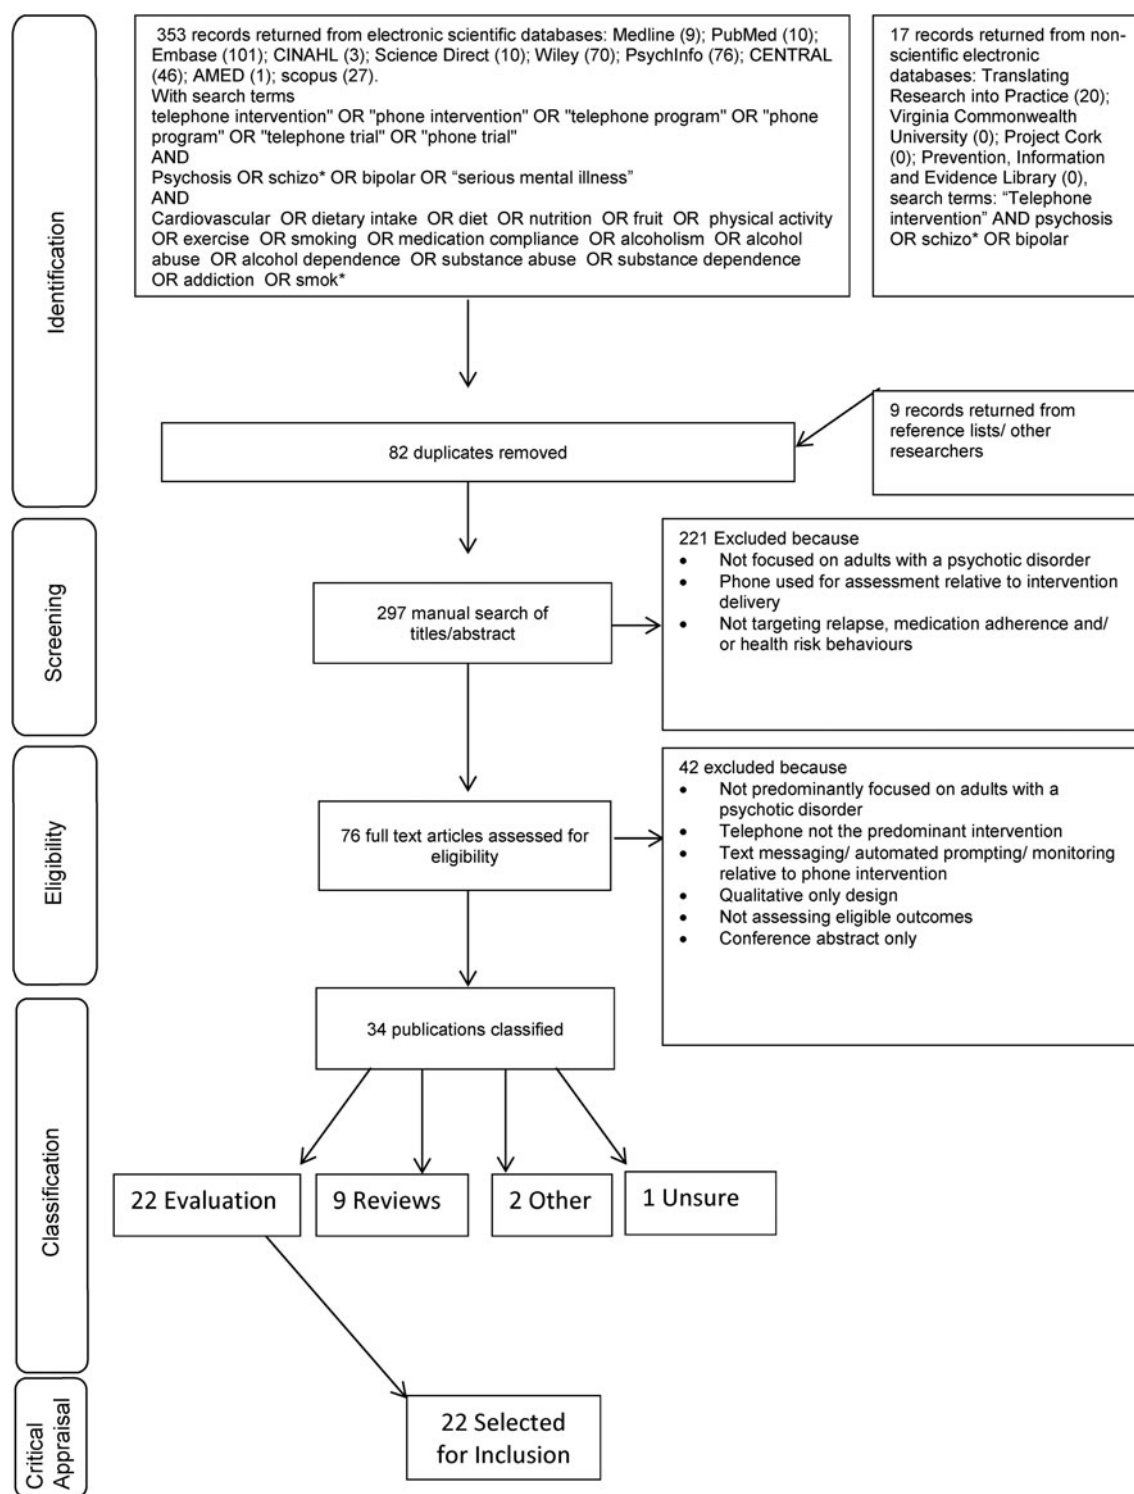 Identification
353 records returned from electronic scientific databases: Medline (9); PubMed (10);
Embase (101); CINAHL (3); Science Direct (10); Wiley (70); PsychInfo (76); CENTRAL
(46); AMED (1); scopus (27).
With search terms
telephone intervention" OR "phone intervention" OR "telephone program" OR "phone
program" OR "telephone trial" OR "phone trial"
AND
Psychosis OR schizo* OR bipolar OR “serious mental illness”
AND
Cardiovascular OR dietary intake OR diet OR nutrition OR fruit OR physical activity
OR exercise OR smoking OR medication compliance OR alcoholism OR alcohol
abuse OR alcohol dependence OR substance abuse OR substance dependence
OR addiction OR smok*
17 records returned from non-
scientific electronic
databases: Translating
Research into Practice (20);
Virginia Commonwealth
University (0); Project Cork
(0); Prevention, Information
and Evidence Library (0),
search terms: “Telephone
intervention” AND psychosis
OR schizo* OR bipolar
9 records returned from
reference lists/ other
researchers
82 duplicates removed
Screening
297 manual search of
titles/abstract
221 Excluded because
• Not focused on adults with a psychotic disorder
• Phone used for assessment relative to intervention
delivery
• Not targeting relapse, medication adherence and/
or health risk behaviours
Eligibility
76 full text articles assessed for
eligibility
42 excluded because
• Not predominantly focused on adults with a
psychotic disorder
• Telephone not the predominant intervention
• Text messaging/ automated prompting/ monitoring
relative to phone intervention
• Qualitative only design
• Not assessing eligible outcomes
• Conference abstract only
Classification
34 publications classified
22 Evaluation
9 Reviews
2 Other
1 Unsure
Critical
Appraisal
22 Selected
for Inclusion